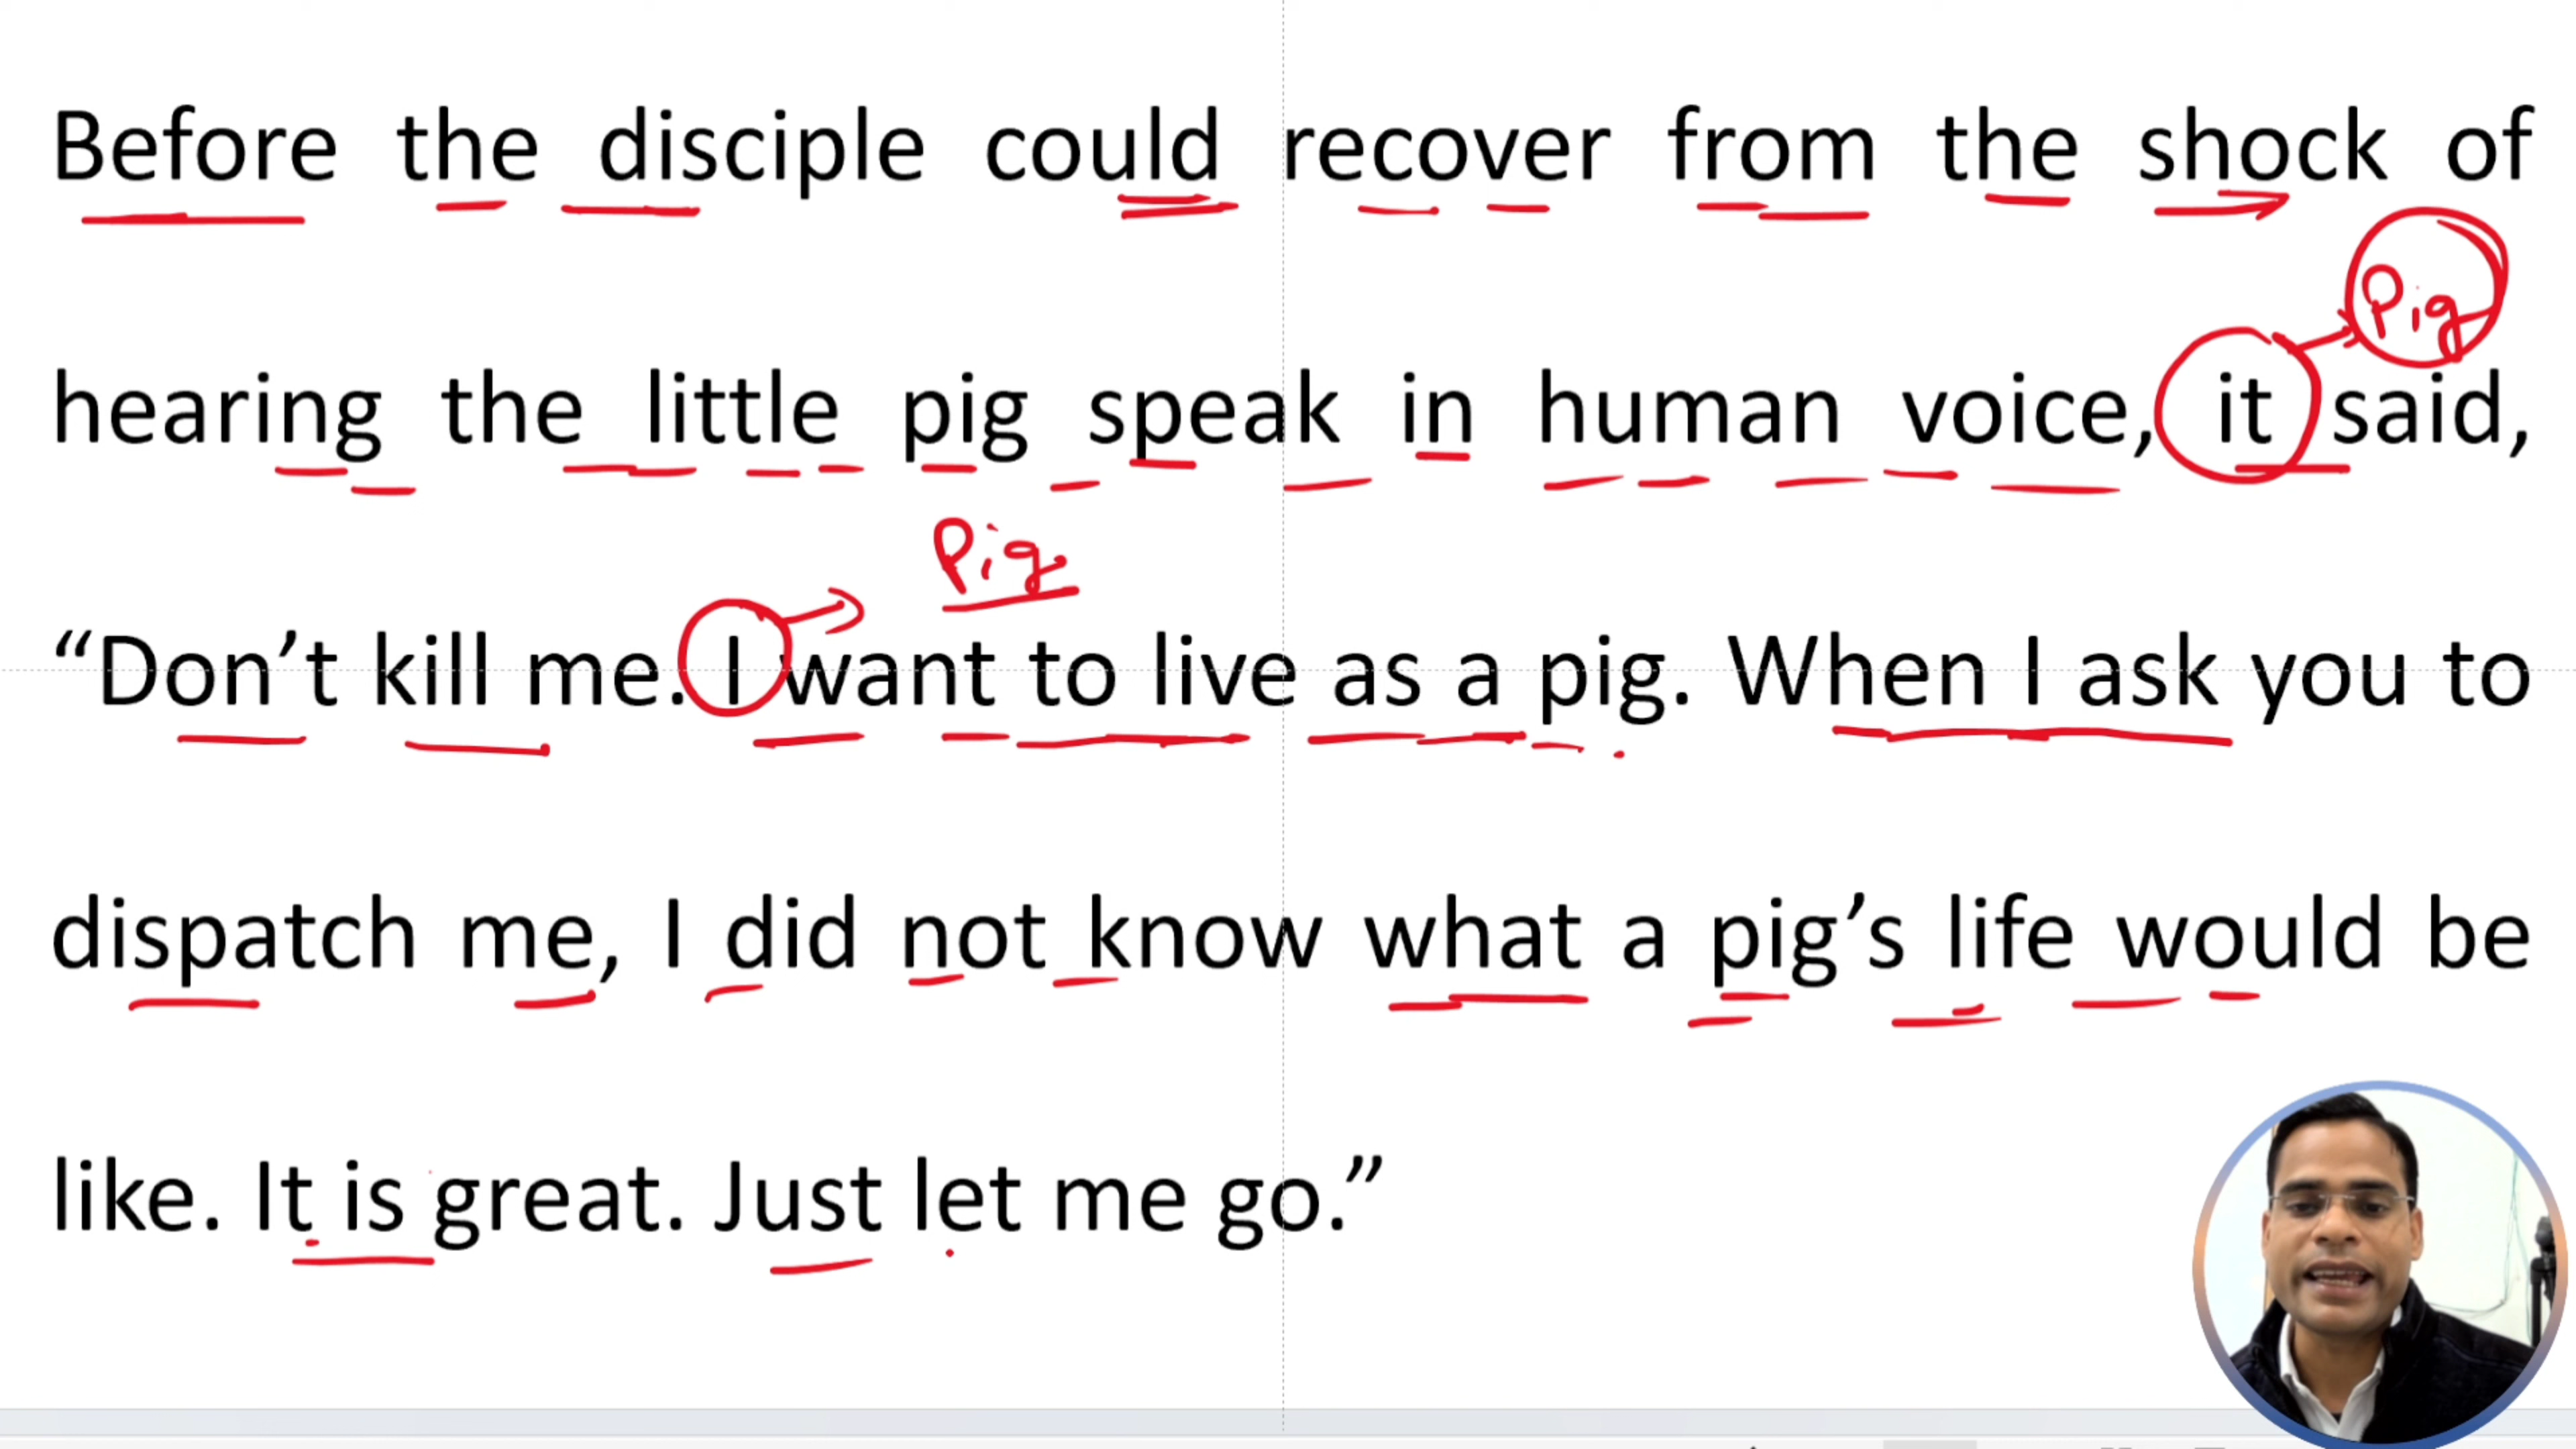 Before the disciple could recover from the shock of
Pig
hearing the little pig speak in human voice, it said,
Pig
“Don’t kill me. I want to live as a pig. When I ask you to
dispatch me, I did not know what a pig’s life would be
like. It is great. Just let me go.”